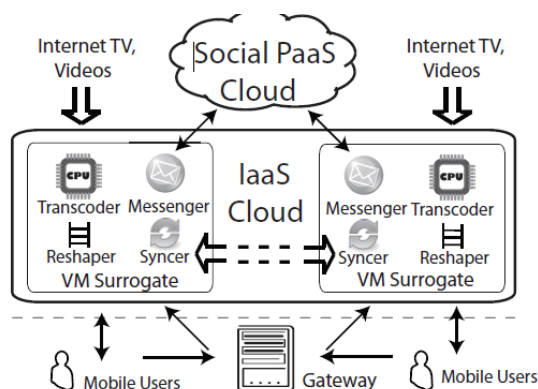 Internet TV,
Videos
Social PaaS
Cloud
Internet TV,
Videos
CPU
Transcoder
Messenger
Reshaper
Syncer
VM Surrogate
IaaS
Cloud
Messenger
CPU
Transcoder
Syncer
Reshaper
VM Surrogate
Mobile Users
Gateway
Mobile Users